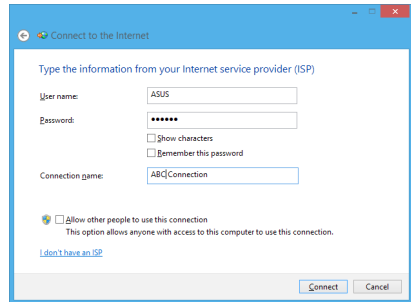 Connect to the Internet
Type the information from your Internet service provider (ISP)
User name: ASUS
Password: ••••••
Show characters
Remember this password
Connection name: ABC Connection
Allow other people to use this connection
This option allows anyone with access to this computer to use this connection.
I don't have an ISP
Connect Cancel